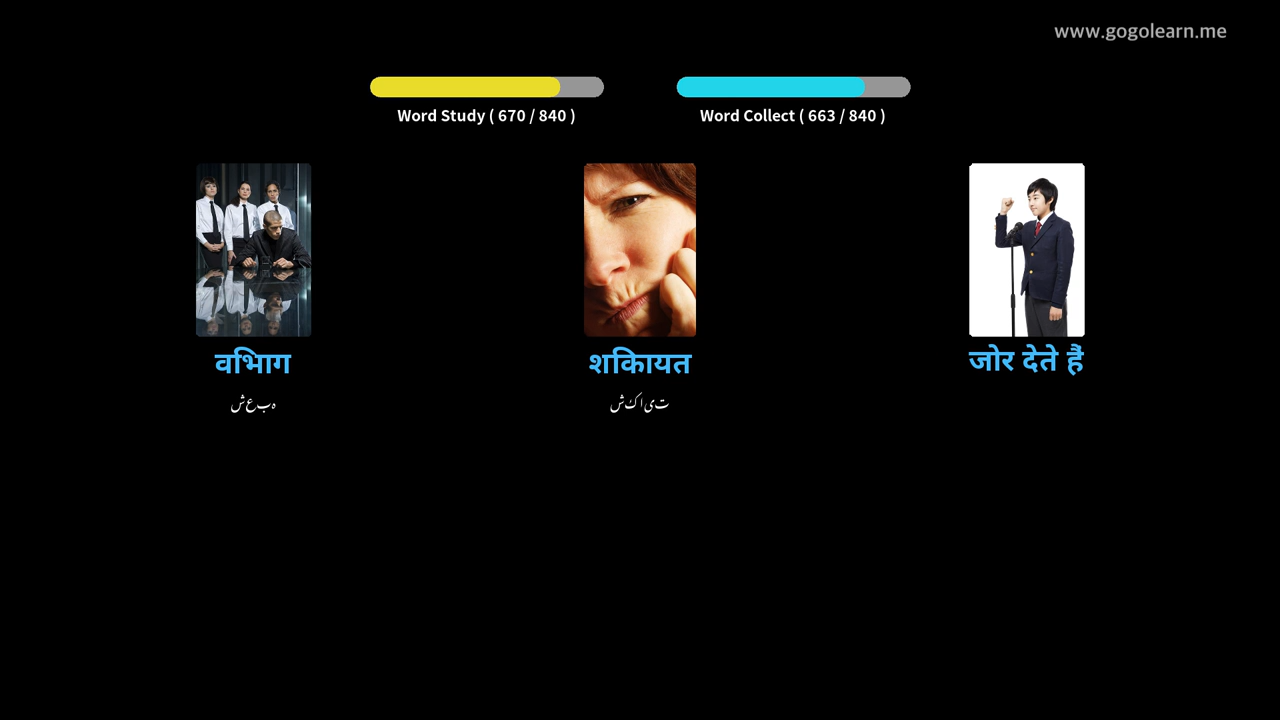 www.gogolearn.me
Word Study ( 670 / 840 )
Word Collect ( 663 / 840 )
वभिाग
शकिायत
जोर देते हैं
ہبعش
تیاکش